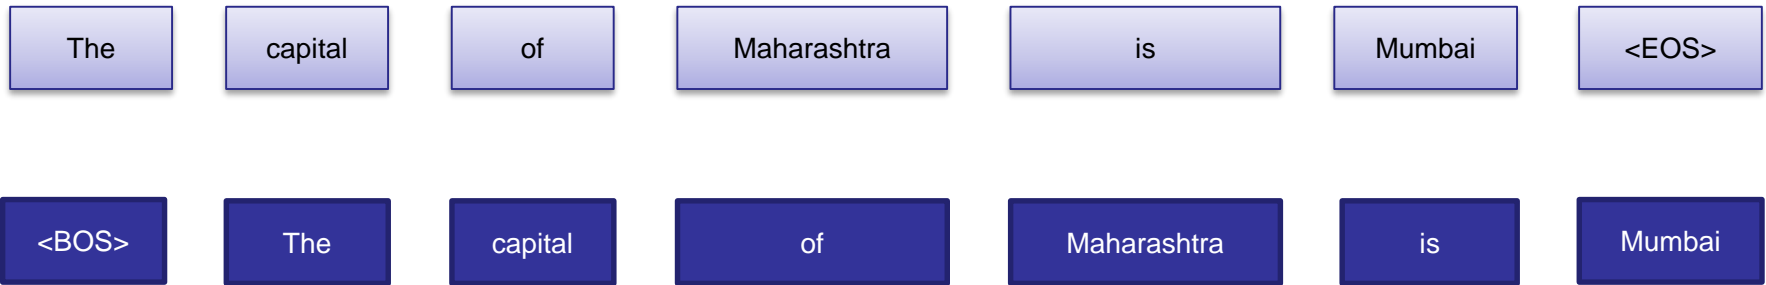 The capital of Maharashtra is Mumbai <EOS>
<BOS> The capital of Maharashtra is Mumbai